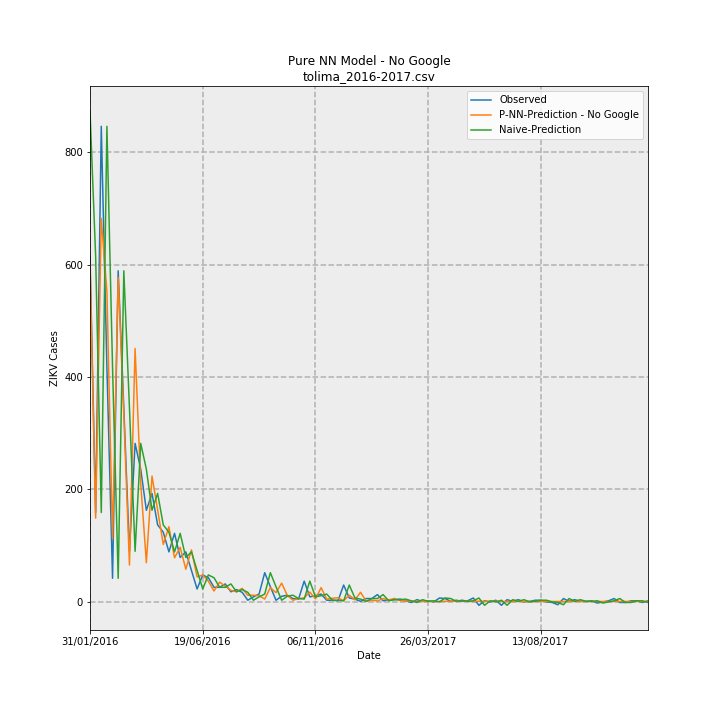 Pure NN Model - No Google
tolima_2016-2017.csv
Observed
P-NN-Prediction - No Google
Naive-Prediction
ZIKV Cases
800
600
400
200
0
31/01/2016
19/06/2016
06/11/2016
26/03/2017
13/08/2017
Date